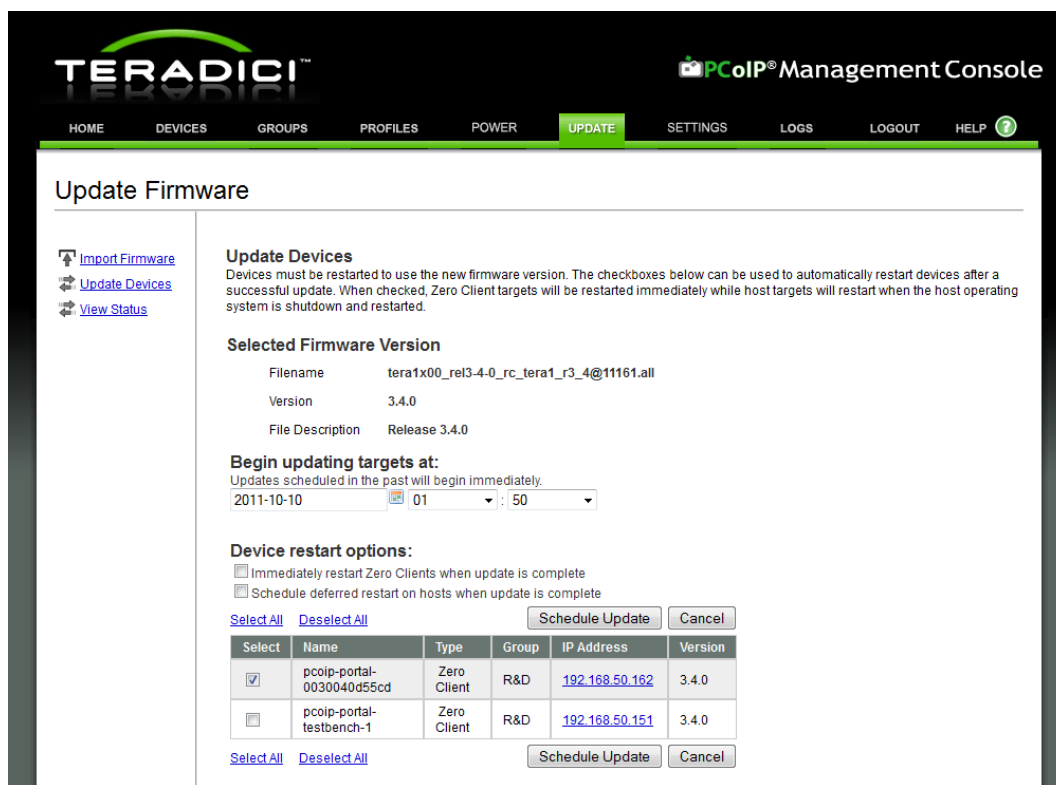 TERADICI™
PCoIP® Management Console
HOME DEVICES GROUPS PROFILES POWER UPDATE SETTINGS LOGS LOGOUT HELP ?
Update Firmware
Import Firmware
Update Devices
View Status
Update Devices
Devices must be restarted to use the new firmware version. The checkboxes below can be used to automatically restart devices after a
successful update. When checked, Zero Client targets will be restarted immediately while host targets will restart when the host operating
system is shutdown and restarted.
Selected Firmware Version
Filename tera1x00_rel3-4-0_rc_tera1_r3_4@11161.all
Version 3.4.0
File Description Release 3.4.0
Begin updating targets at:
Updates scheduled in the past will begin immediately.
2011-10-10 01 : 50
Device restart options:
Immediately restart Zero Clients when update is complete
Schedule deferred restart on hosts when update is complete
Select All Deselect All Schedule Update Cancel
Select Name Type Group IP Address Version
pcoip-portal-
0030040d55cd Zero
Client R&D 192.168.50.162 3.4.0
pcoip-portal-
testbench-1 Zero
Client R&D 192.168.50.151 3.4.0
Select All Deselect All Schedule Update Cancel